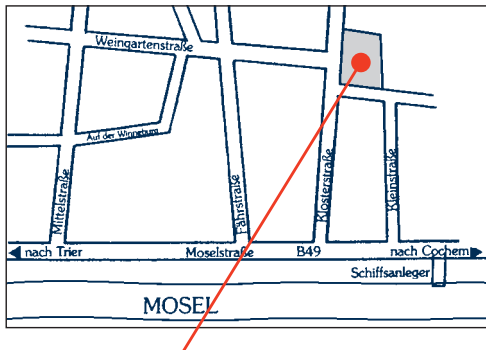 Weingartenstraße
Auf der Winneburg
Mittelstraße
Fährstraße
Klosterstraße
Kleinstraße
nach Trier
Moselstraße
B49
nach Cochem
Schiffsanleger
MOSEL